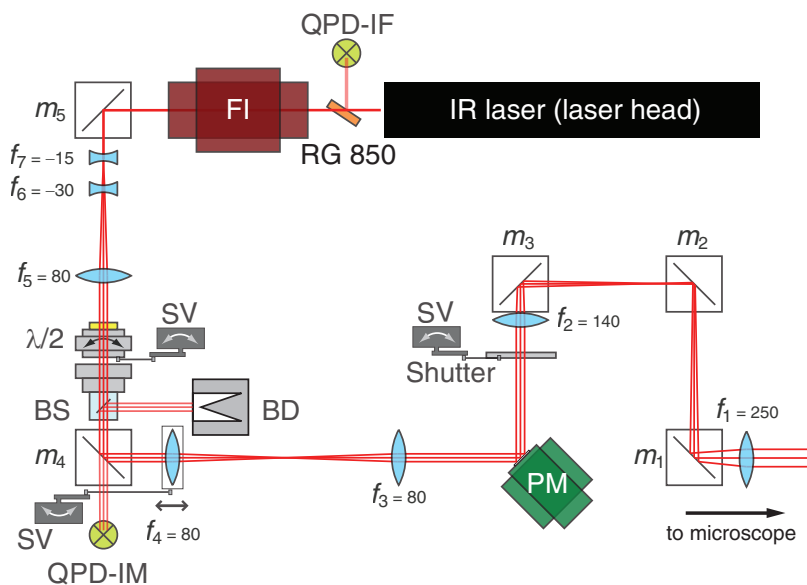 QPD-IF
m5
FI
IR laser (laser head)
RG 850
f7 = −15
f6 = −30
f5 = 80
m3
m2
λ/2
SV
SV
f2 = 140
Shutter
BS
BD
f1 = 250
m4
m1
PM
f3 = 80
SV
f4 = 80
to microscope
QPD-IM